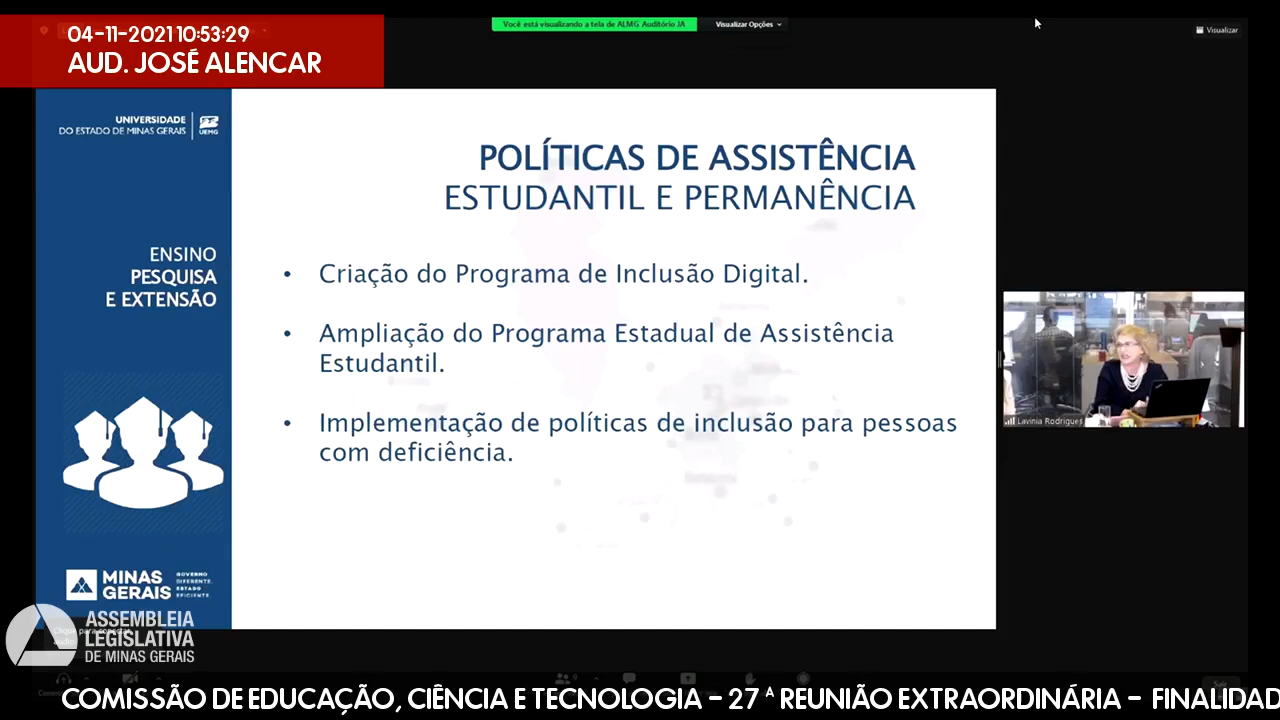 04-11-2021 10:53:29
AUD. JOSÉ ALENCAR
Você está visualizando a tela de ALMG Auditório JA
Visualizar Opções
Visualizar
UNIVERSIDADE
DO ESTADO DE MINAS GERAIS
UEMG
POLÍTICAS DE ASSISTÊNCIA
ESTUDANTIL E PERMANÊNCIA
ENSINO
PESQUISA
E EXTENSÃO
• Criação do Programa de Inclusão Digital.
• Ampliação do Programa Estadual de Assistência
Estudantil.
• Implementação de políticas de inclusão para pessoas
com deficiência.
Lavinia Rodrigues
MINAS
GERAIS
GOVERNO
DIFERENTE.
ESTADO
EFICIENTE.
ASSEMBLEIA
LEGISLATIVA
DE MINAS GERAIS
COMISSÃO DE EDUCAÇÃO, CIÊNCIA E TECNOLOGIA - 27ª REUNIÃO EXTRAORDINÁRIA - FINALIDAD